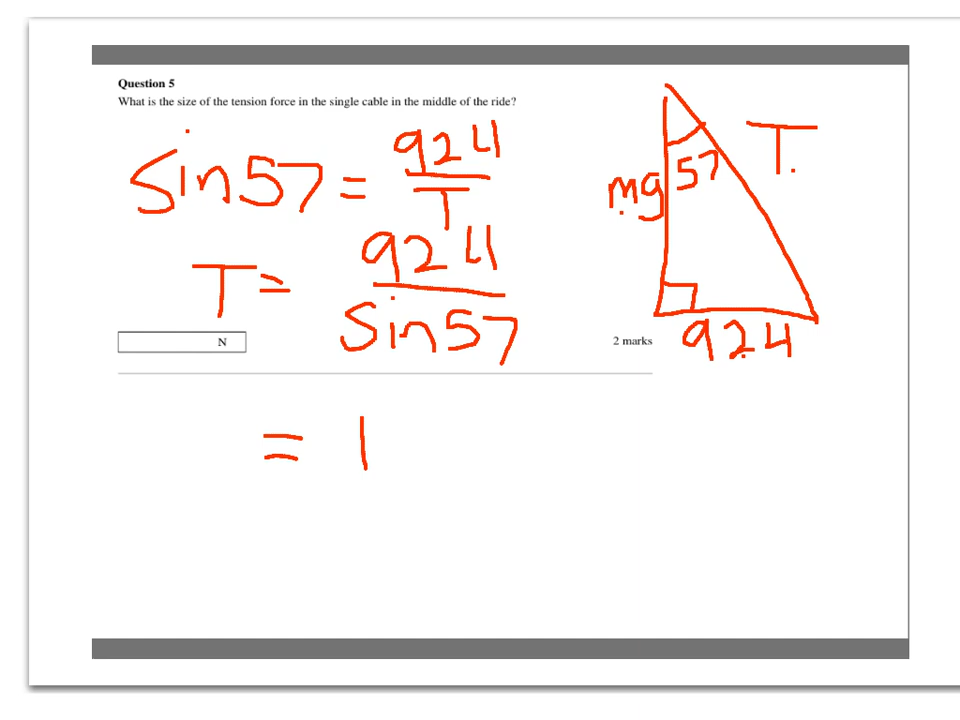 Question 5
What is the size of the tension force in the single cable in the middle of the ride?
Sin57 = 924/T
T = 924/Sin57
N
2 marks
= 1
T
mg
57
924